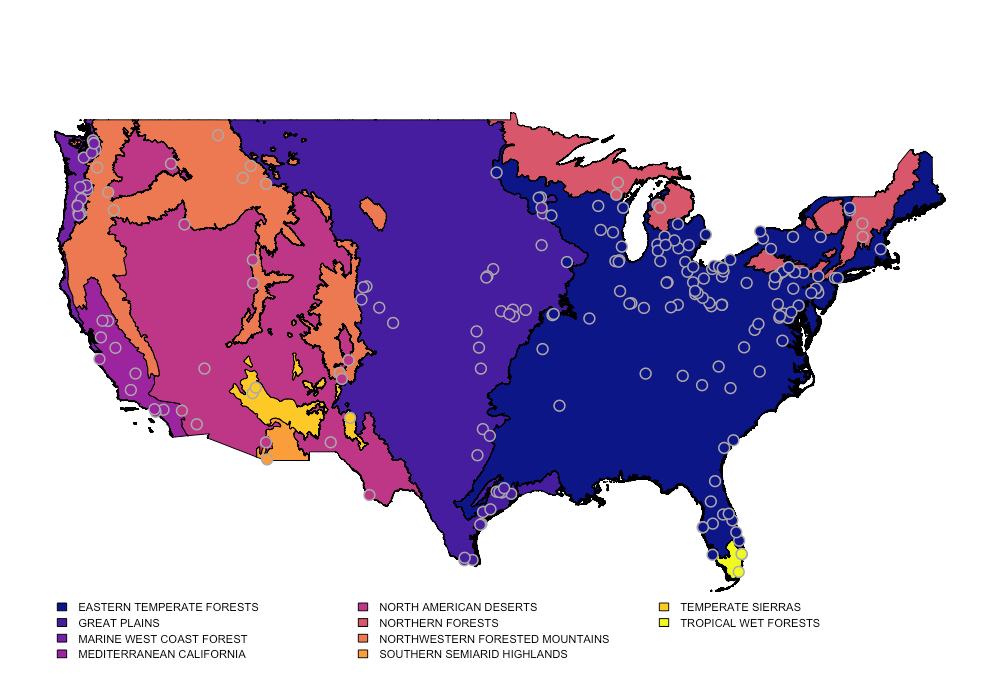 EASTERN TEMPERATE FORESTS
GREAT PLAINS
MARINE WEST COAST FOREST
MEDITERRANEAN CALIFORNIA
NORTH AMERICAN DESERTS
NORTHERN FORESTS
NORTHWESTERN FORESTED MOUNTAINS
SOUTHERN SEMIARID HIGHLANDS
TEMPERATE SIERRAS
TROPICAL WET FORESTS